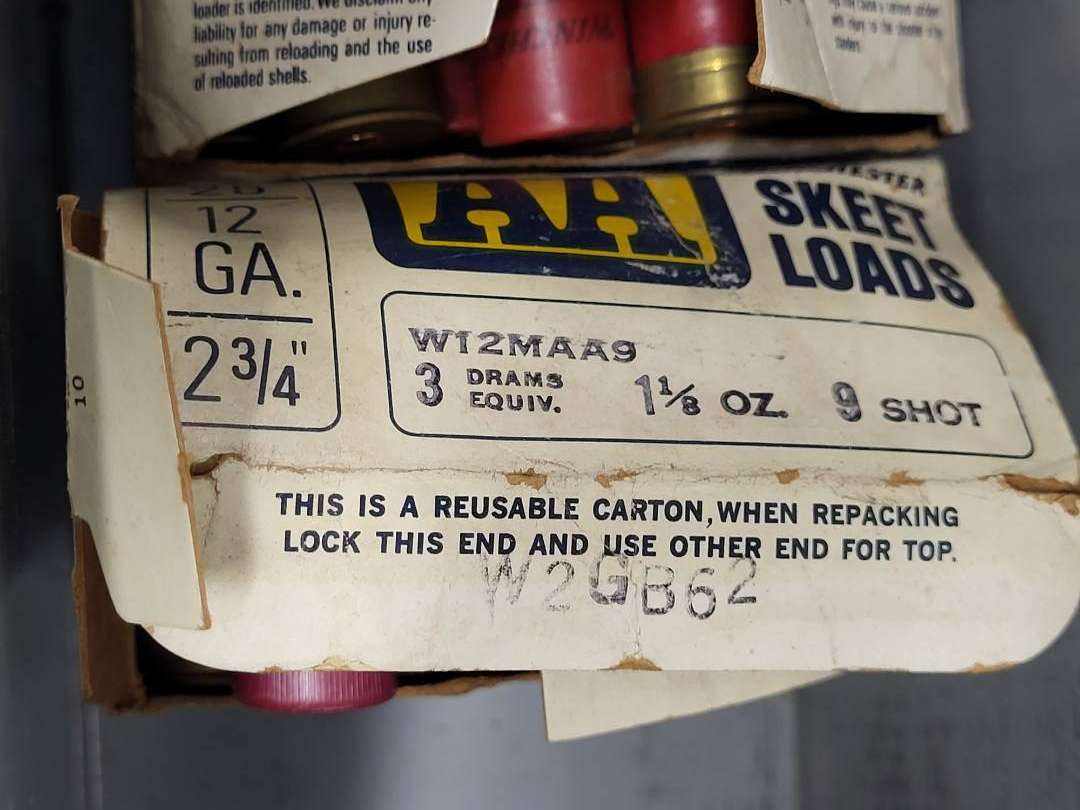 loader is identified. We disclaim any
liability for any damage or injury re-
sulting from reloading and the use
of reloaded shells.
12
GA.
2 3/4"
AA
SKEET
LOADS
W12MAA9
3 DRAMS
EQUIV.
1 1/8 OZ.
9 SHOT
10
THIS IS A REUSABLE CARTON, WHEN REPACKING
LOCK THIS END AND USE OTHER END FOR TOP.
W2GB62